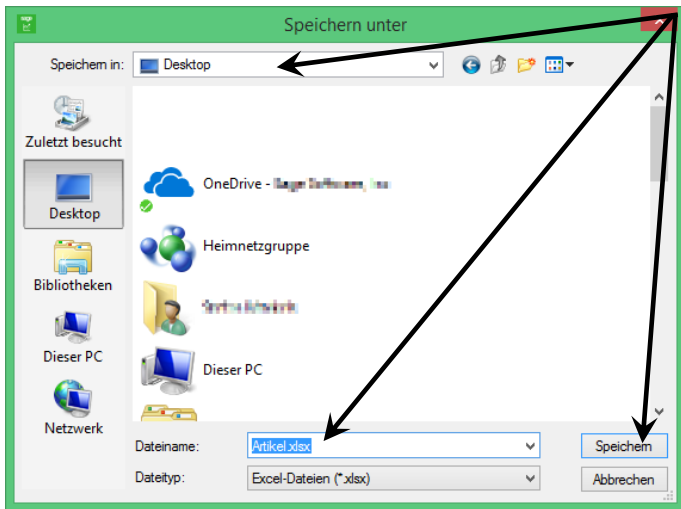 Speichern unter
Speichern in: Desktop
Zuletzt besucht
Desktop
Bibliotheken
Dieser PC
Netzwerk
OneDrive -
Heimnetzgruppe
Dieser PC
Dateiname: Artikel.xlsx Speichern
Dateityp: Excel-Dateien (*.xlsx) Abbrechen